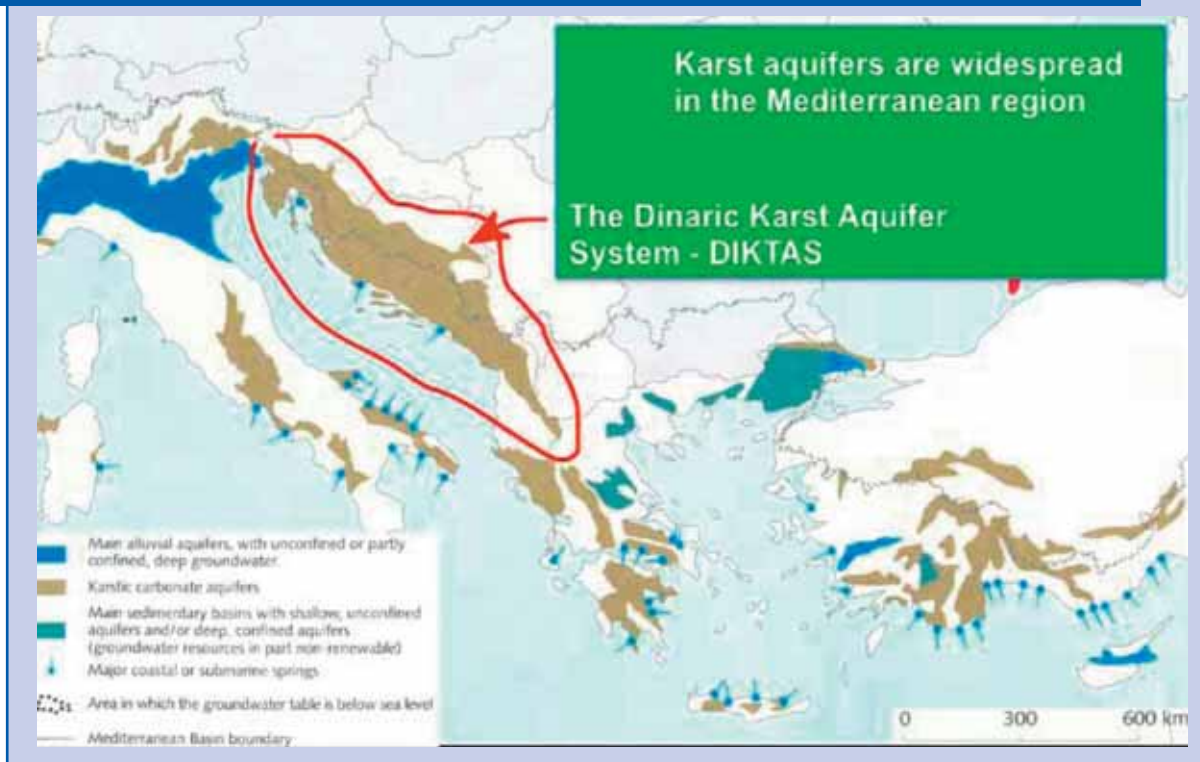 Karst aquifers are widespread
in the Mediterranean region
The Dinaric Karst Aquifer
System - DIKTAS
Main alluvial aquifers, with unconfined or partly
confined, deep groundwater.
Karstic carbonate aquifers
Main sedimentary basins with shallow, unconfined
aquifers and/or deep, confined aquifers
(groundwater resources in part non-renewable)
Major coastal or submarine springs
Area in which the groundwater table is below sea level
Mediterranean Basin boundary
0 300 600 km